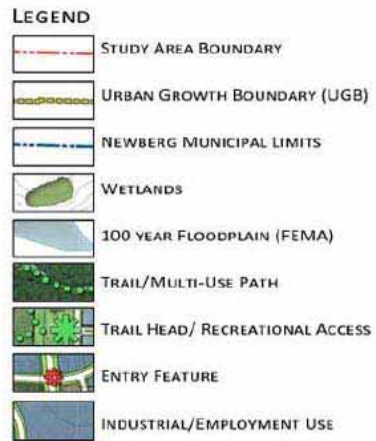 LEGEND
STUDY AREA BOUNDARY
URBAN GROWTH BOUNDARY (UGB)
NEWBERG MUNICIPAL LIMITS
WETLANDS
100 YEAR FLOODPLAIN (FEMA)
TRAIL/MULTI-USE PATH
TRAIL HEAD/ RECREATIONAL ACCESS
ENTRY FEATURE
INDUSTRIAL/EMPLOYMENT USE